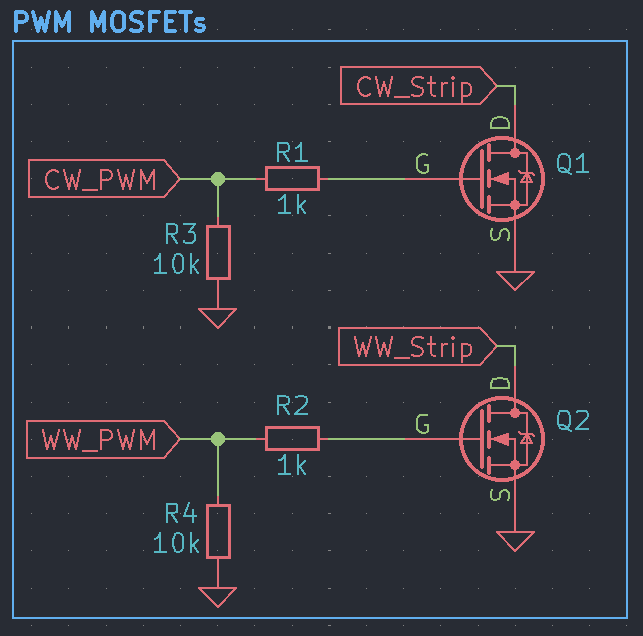 PWM MOSFETs
CW_Strip
D
CW_PWM
R1
1k
G
Q1
S
R3
10k
WW_Strip
D
WW_PWM
R2
1k
G
Q2
S
R4
10k